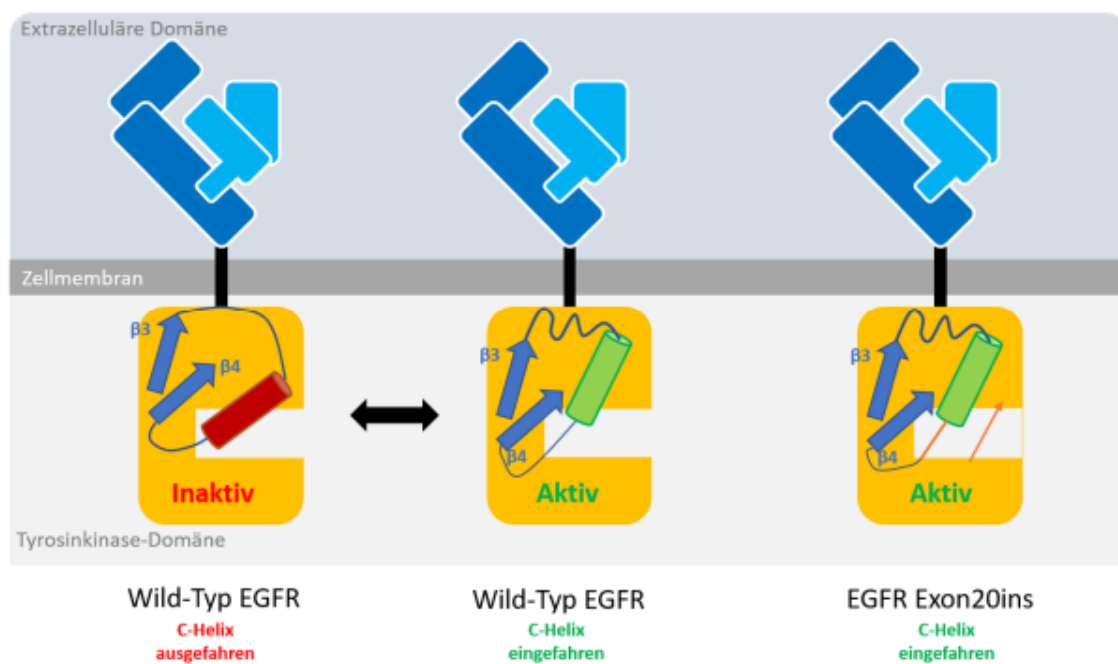 Extrazelluläre Domäne
Zellmembran
β3
β4
Inaktiv
β3
β4
Aktiv
β3
β4
Aktiv
Tyrosinkinase-Domäne
Wild-Typ EGFR
C-Helix
ausgefahren
Wild-Typ EGFR
C-Helix
eingefahren
EGFR Exon20ins
C-Helix
eingefahren